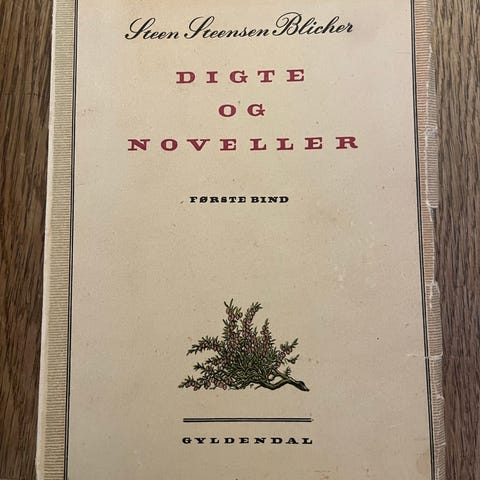 Steen Steensen Blicher
DIGTE
OG
NOVELLER
FØRSTE BIND
GYLDENDAL